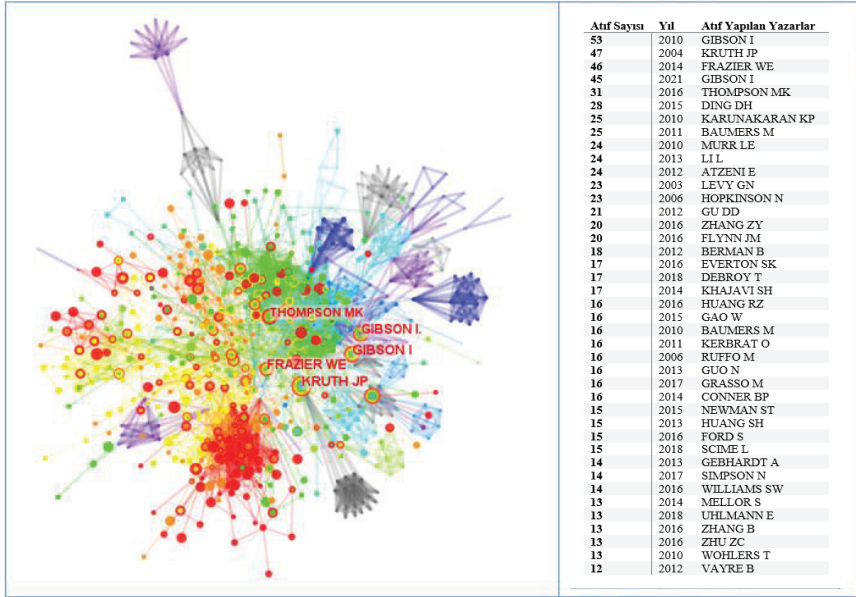 THOMPSON MK
GIBSON I.
GIBSON I
FRAZIER WE
KRUTH JP
Atıf Sayısı Yıl Atıf Yapılan Yazarlar
53 2010 GIBSON I
47 2004 KRUTH JP
46 2014 FRAZIER WE
45 2021 GIBSON I
31 2016 THOMPSON MK
28 2015 DING DH
25 2010 KARUNAKARAN KP
25 2011 BAUMERS M
24 2010 MURR LE
24 2013 LI L
24 2012 ATZENI E
23 2003 LEVY GN
23 2006 HOPKINSON N
21 2012 GU DD
20 2016 ZHANG ZY
20 2016 FLYNN JM
18 2012 BERMAN B
17 2016 EVERTON SK
17 2018 DEBROY T
17 2014 KHAJAVI SH
16 2016 HUANG RZ
16 2015 GAO W
16 2010 BAUMERS M
16 2011 KERBRAT O
16 2006 RUFFO M
16 2013 GUO N
16 2017 GRASSO M
16 2014 CONNER BP
15 2015 NEWMAN ST
15 2013 HUANG SH
15 2016 FORD S
15 2018 SCIME L
14 2013 GEBHARDT A
14 2017 SIMPSON N
14 2016 WILLIAMS SW
13 2014 MELLOR S
13 2018 UHLMANN E
13 2016 ZHANG B
13 2016 ZHU ZC
13 2010 WOHLERS T
12 2012 VAYRE B